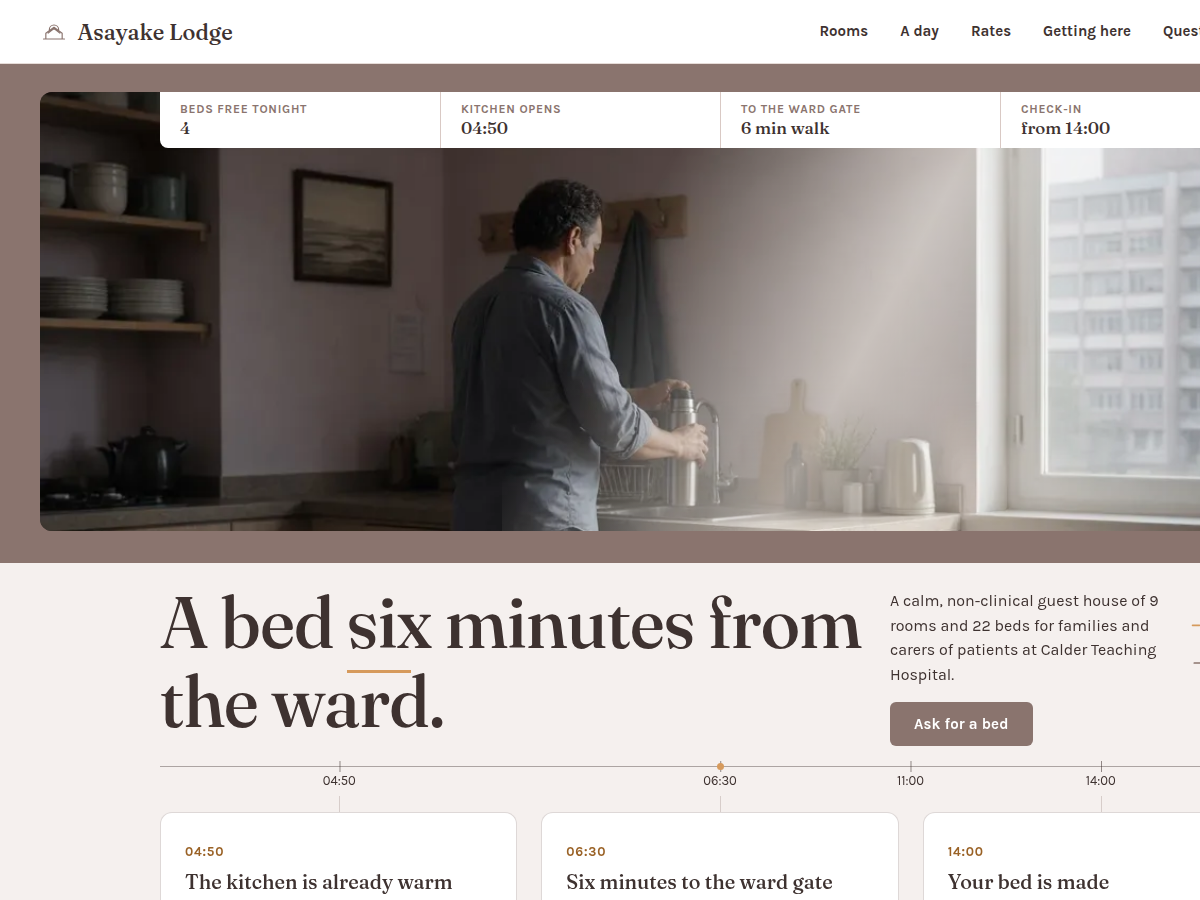 Asayake Lodge
Rooms A day Rates Getting here
BEDS FREE TONIGHT
4
KITCHEN OPENS
04:50
TO THE WARD GATE
6 min walk
CHECK-IN
from 14:00
A bed six minutes from
the ward.
A calm, non-clinical guest house of 9
rooms and 22 beds for families and
carers of patients at Calder Teaching
Hospital.
Ask for a bed
04:50 06:30 11:00 14:00
04:50
The kitchen is already warm
06:30
Six minutes to the ward gate
14:00
Your bed is made